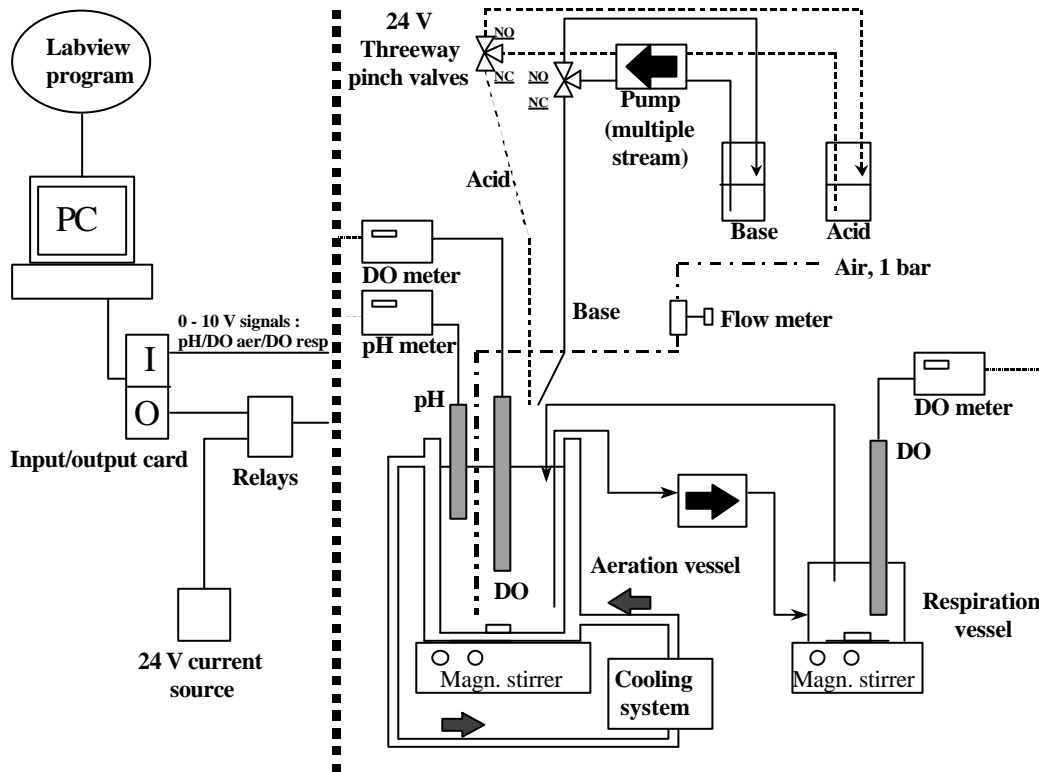 Labview
program
PC
0 - 10 V signals :
pH/DO aer/DO resp
I
O
Input/output card
Relays
24 V current
source
24 V
Threeway
pinch valves
NO
NC
NO
NC
Pump
(multiple
stream)
Acid
Base
Acid
DO meter
Air, 1 bar
Base
Flow meter
pH meter
pH
DO meter
DO
DO
Aeration vessel
Respiration
vessel
Magn. stirrer
Cooling
system
Magn. stirrer